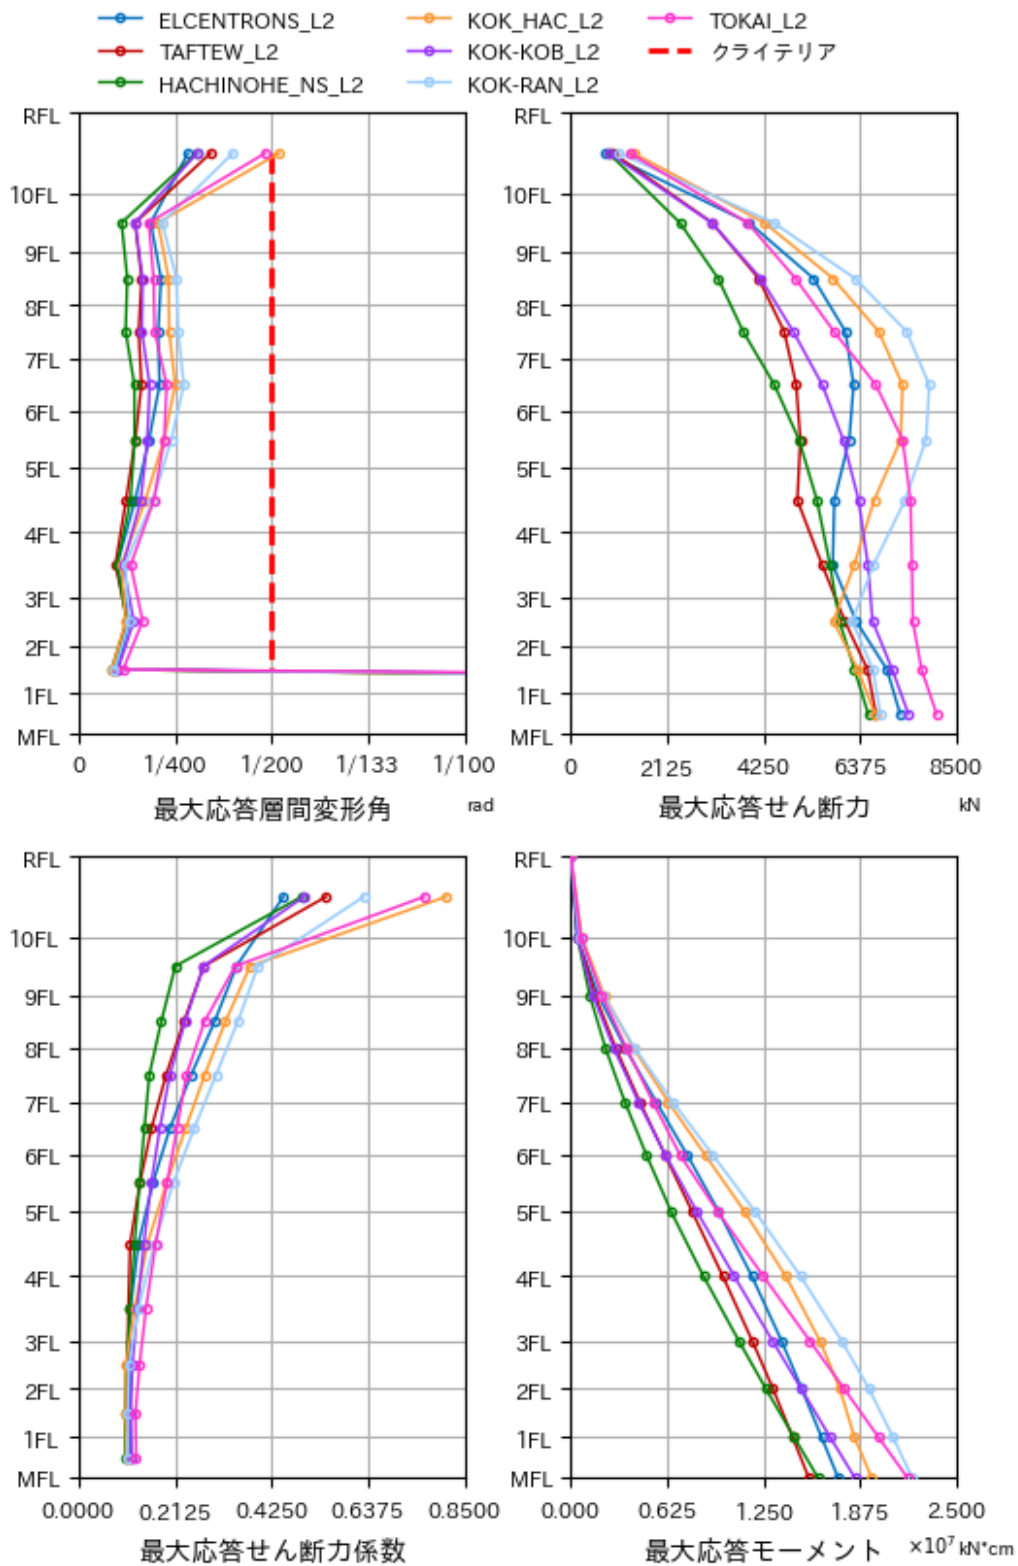 ELCENTRONS_L2 KOK_HAC_L2 TOKAI_L2
TAFTEW_L2 KOK-KOB_L2 クライテリア
HACHINOHE_NS_L2 KOK-RAN_L2
RFL
10FL
9FL
8FL
7FL
6FL
5FL
4FL
3FL
2FL
1FL
MFL
0 1/400 1/200 1/133 1/100
最大応答層間変形角 rad
RFL
10FL
9FL
8FL
7FL
6FL
5FL
4FL
3FL
2FL
1FL
MFL
0 2125 4250 6375 8500
最大応答せん断力 kN
RFL
10FL
9FL
8FL
7FL
6FL
5FL
4FL
3FL
2FL
1FL
MFL
0.0000 0.2125 0.4250 0.6375 0.8500
最大応答せん断力係数
RFL
10FL
9FL
8FL
7FL
6FL
5FL
4FL
3FL
2FL
1FL
MFL
0.000 0.625 1.250 1.875 2.500
最大応答モーメント ×10⁷ kN*cm